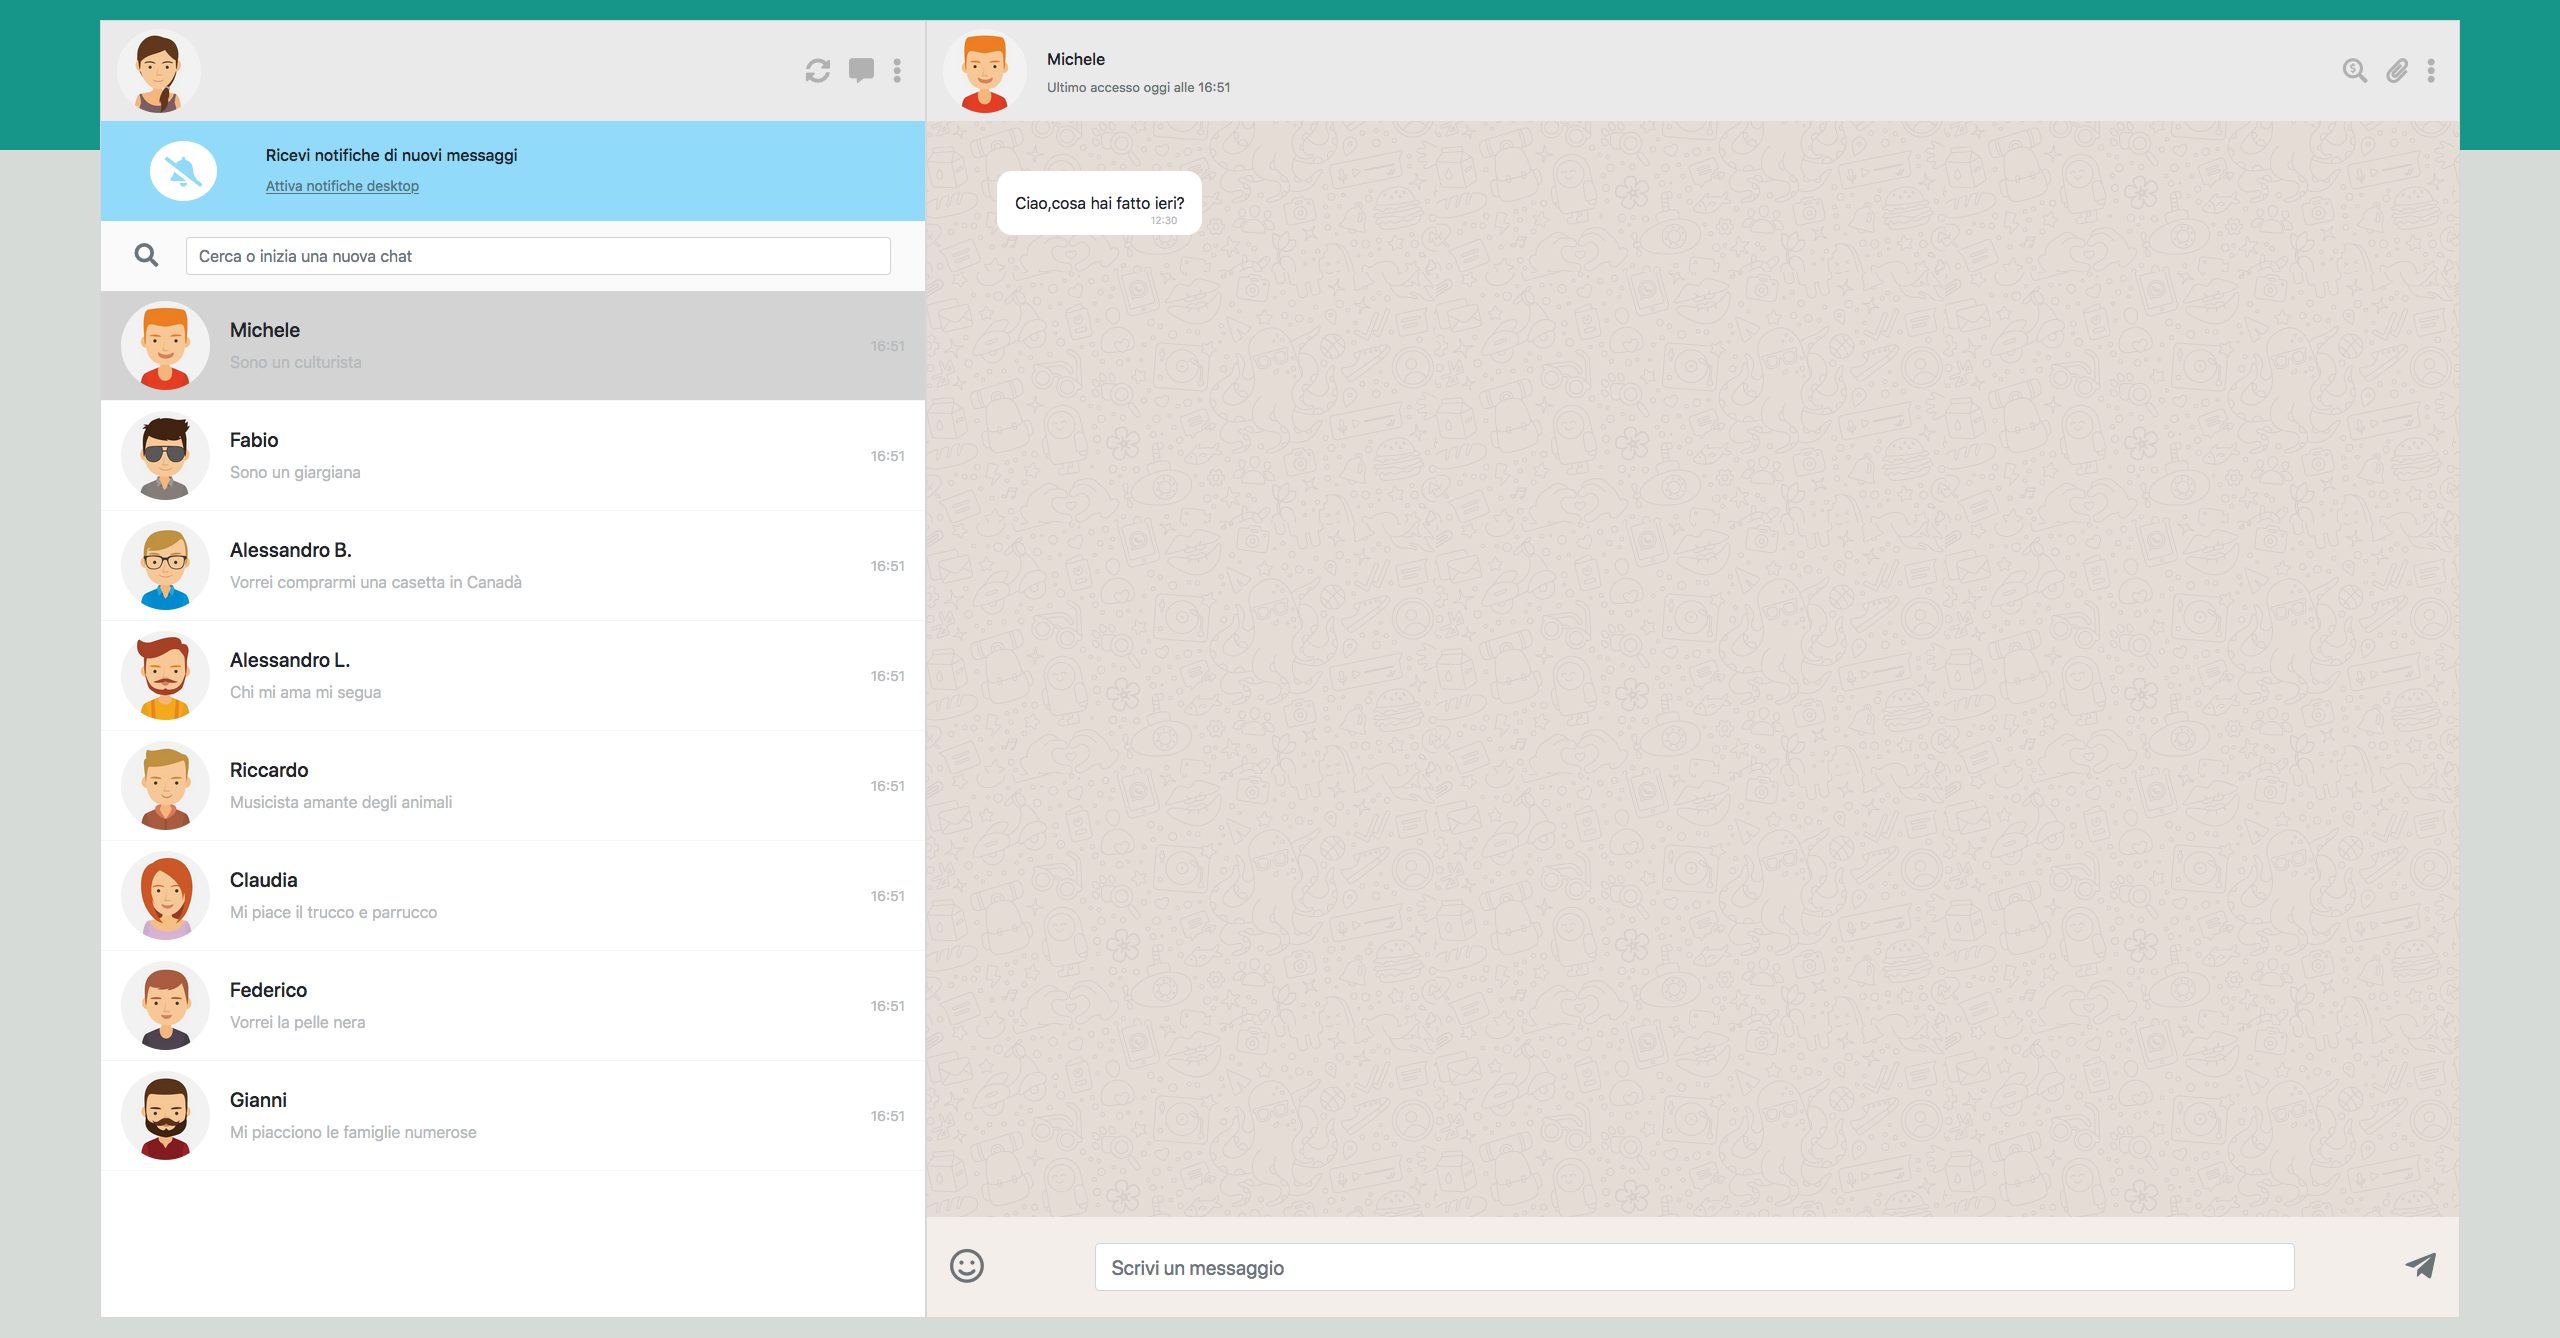 Ricevi notifiche di nuovi messaggi
Attiva notifiche desktop
Cerca o inizia una nuova chat
Michele
Sono un culturista
16:51
Fabio
Sono un giargiana
16:51
Alessandro B.
Vorrei comprarmi una casetta in Canadà
16:51
Alessandro L.
Chi mi ama mi segua
16:51
Riccardo
Musicista amante degli animali
16:51
Claudia
Mi piace il trucco e parrucco
16:51
Federico
Vorrei la pelle nera
16:51
Gianni
Mi piacciono le famiglie numerose
16:51
Michele
Ultimo accesso oggi alle 16:51
Ciao,cosa hai fatto ieri?
12:30
Scrivi un messaggio